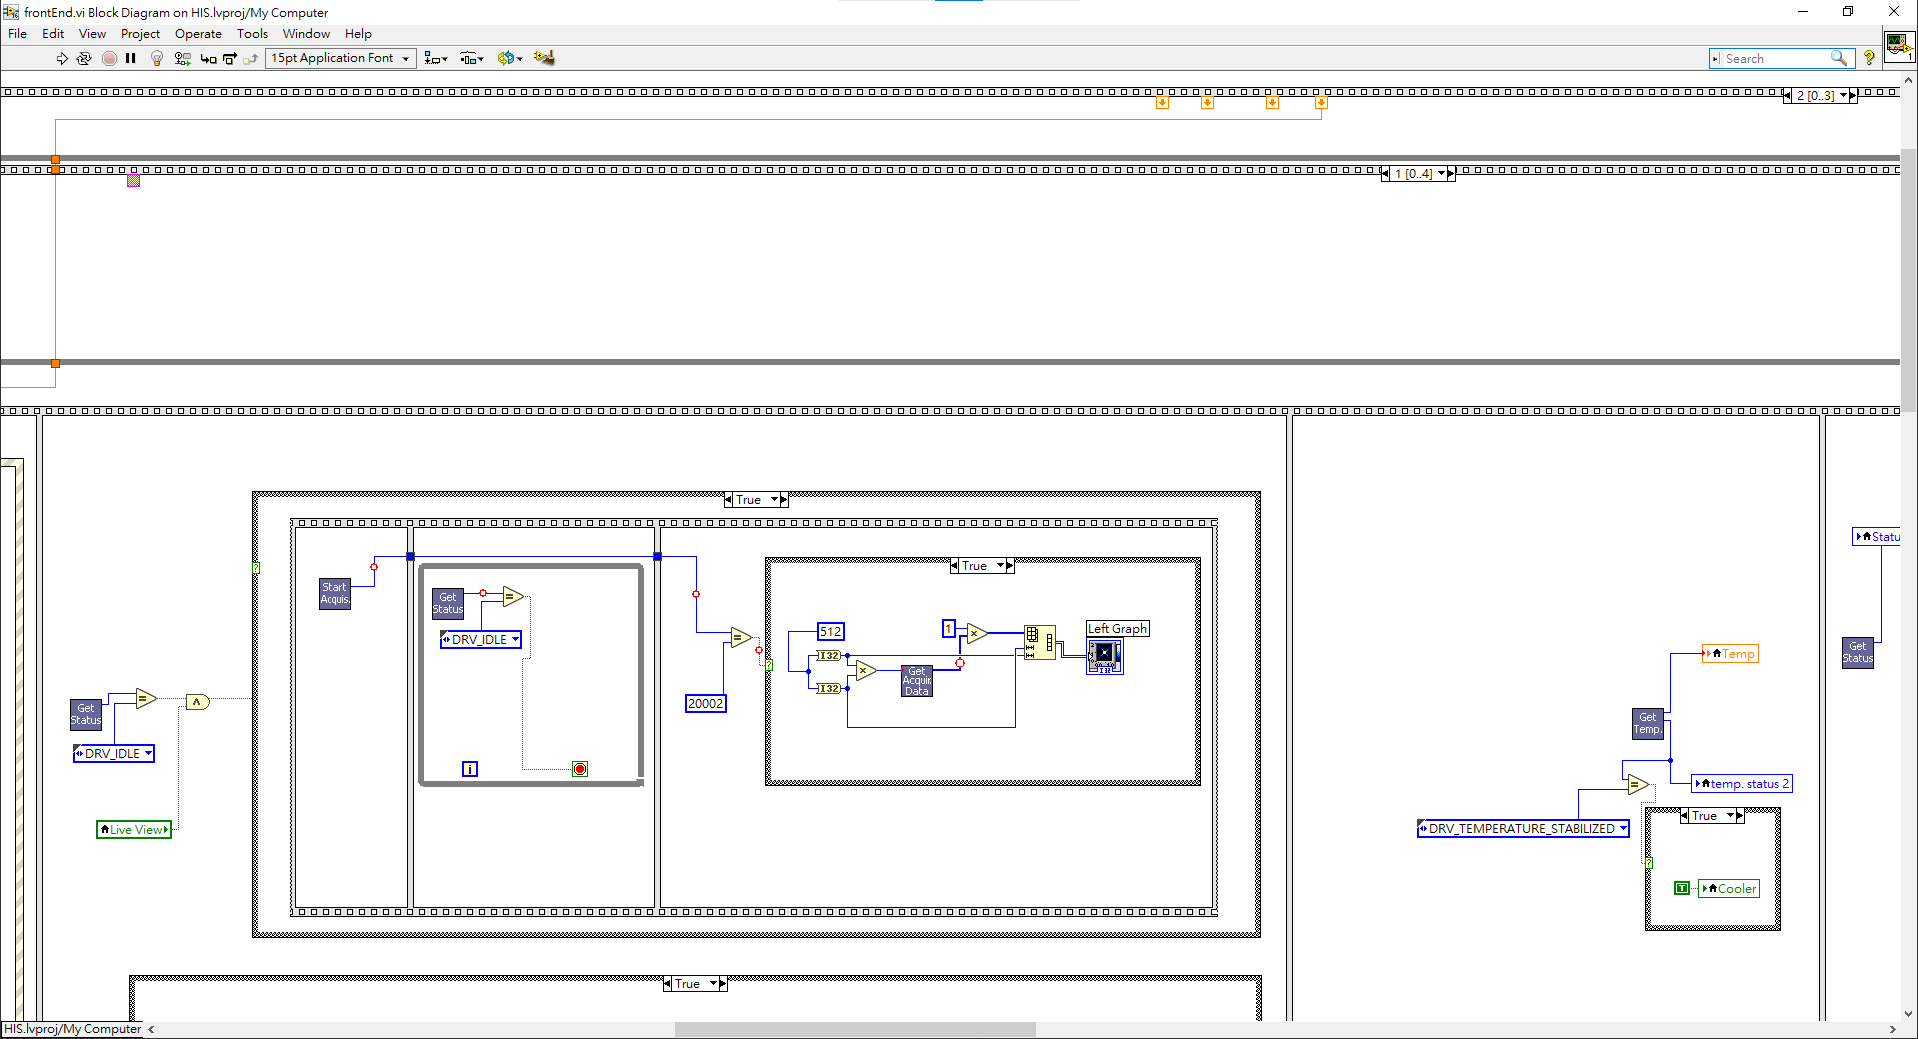 frontEnd.vi Block Diagram on HIS.lvproj/My Computer
File Edit View Project Operate Tools Window Help
15pt Application Font
Search
1
2 [0..3]
1 [0..4]
True
Start
Acquis.
Get
Status
=
DRV_IDLE
i
=
20002
True
512
I32
I32
×
1
×
Get
Acquir.
Data
Left Graph
I32
Get
Status
=
DRV_IDLE
Live View
Temp
Get
Temp.
temp. status 2
=
DRV_TEMPERATURE_STABILIZED
True
T
Cooler
Statu
Get
Status
True
HIS.lvproj/My Computer